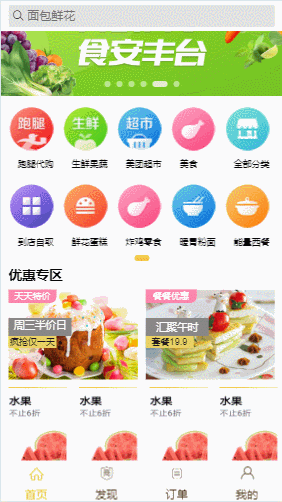 面包鲜花
食安丰台
跑腿
生鲜
超市
跑腿代购
生鲜果蔬
美团超市
美食
全部分类
到店自取
鲜花蛋糕
炸鸡零食
暖胃粉面
能量西餐
优惠专区
天天特价
周三半价日
疯抢仅一天
餐餐优惠
汇聚午时
套餐19.9
水果
不止6折
水果
不止6折
水果
不止6折
水果
不止6折
首页
发现
订单
我的